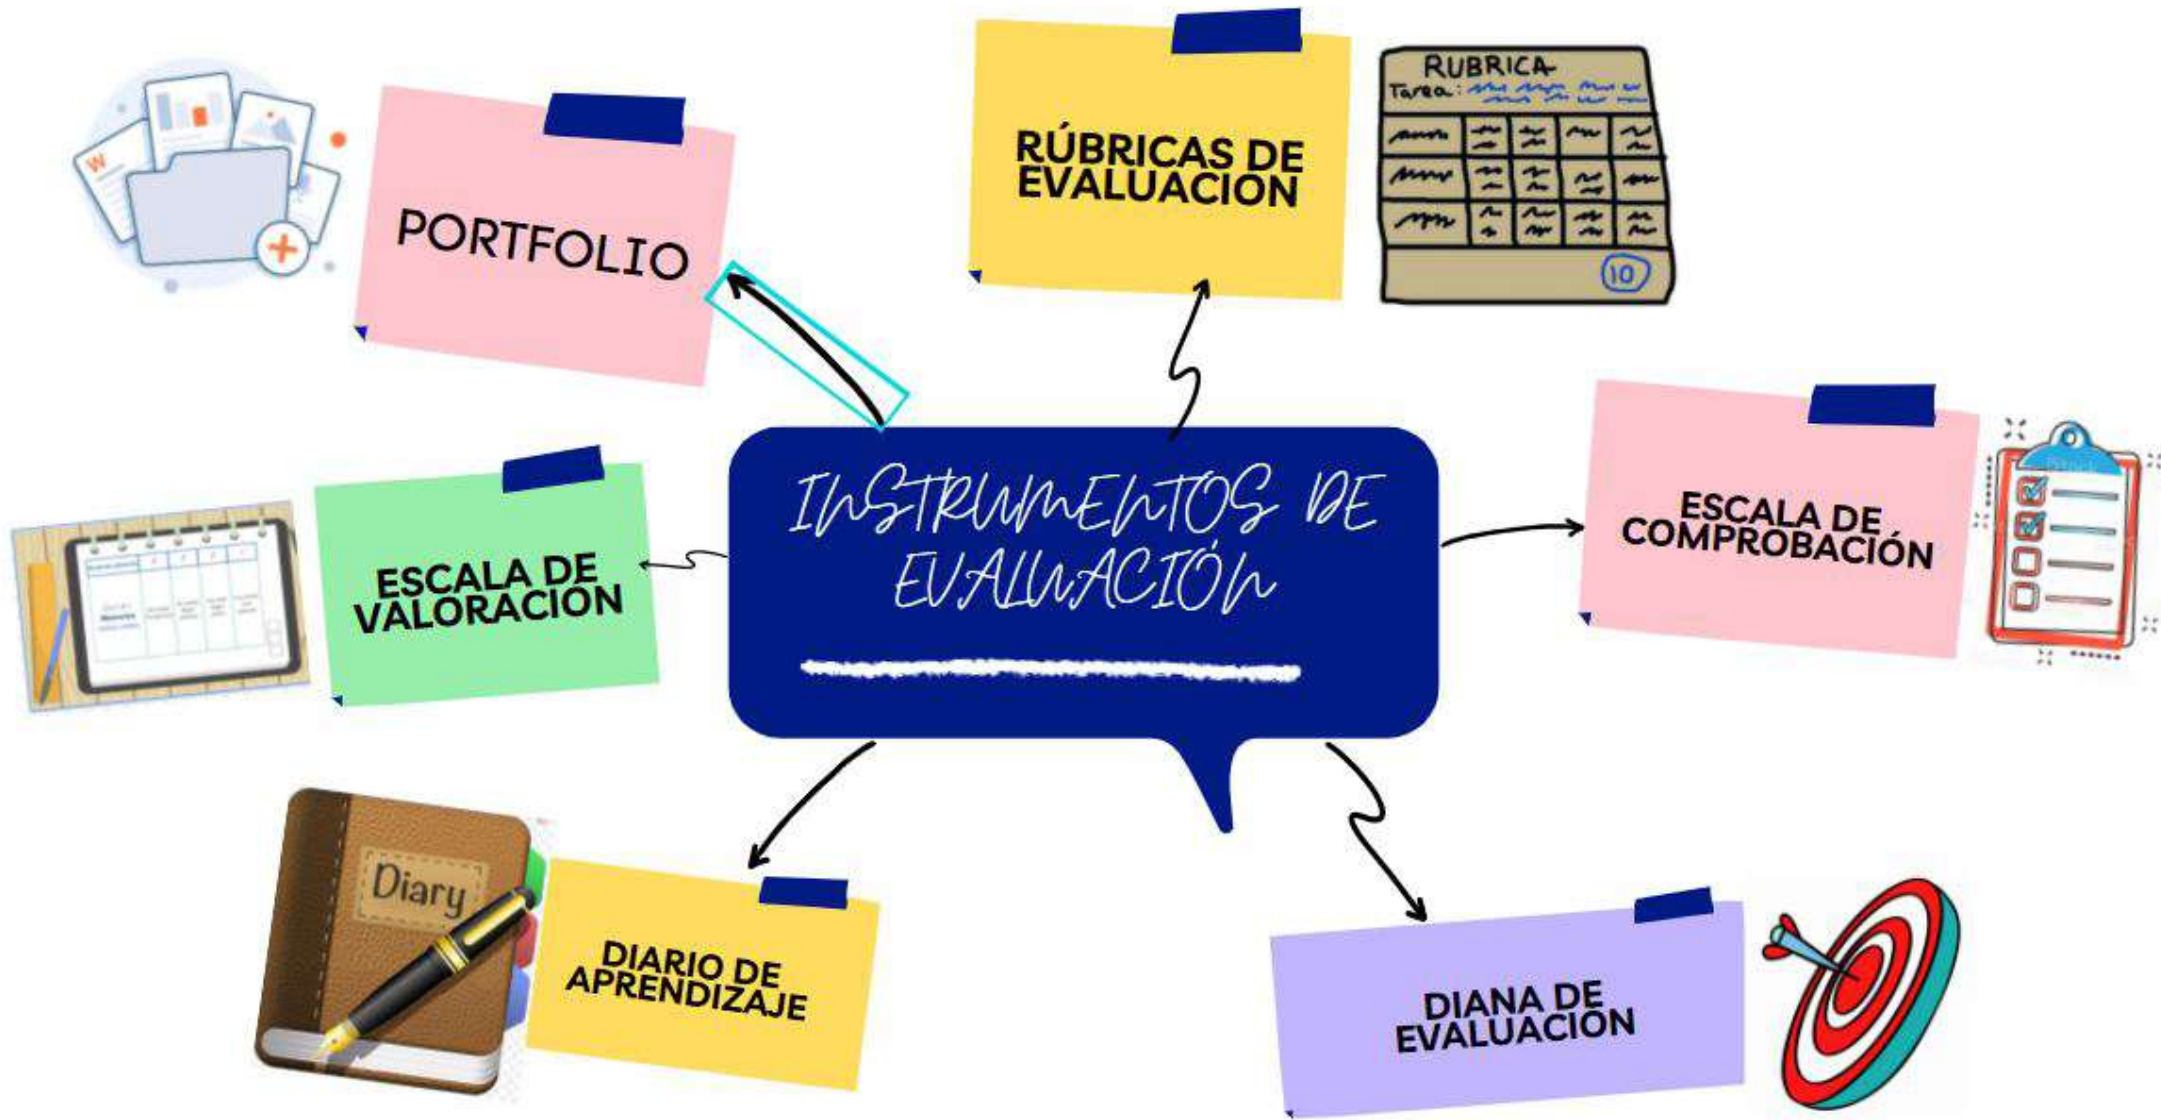 PORTFOLIO
W
RÚBRICAS DE
EVALUACION
RUBRICA
Tarea:
10
INSTRUMENTOS DE
EVALUACIÓN
ESCALA DE
COMPROBACIÓN
ESCALA DE
VALORACION
Diary
DIARIO DE
APRENDIZAJE
DIANA DE
EVALUACION